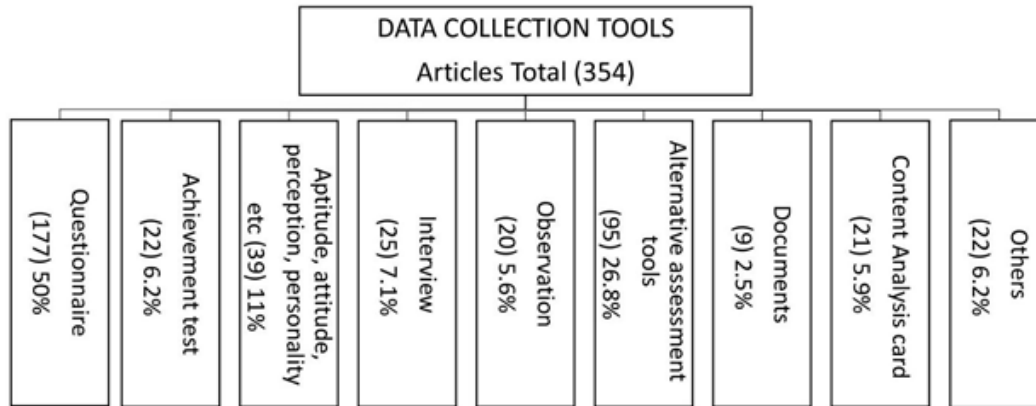 DATA COLLECTION TOOLS
Articles Total (354)
Questionnaire
(177) 50%
Achievement test
(22) 6.2%
Aptitude, attitude,
perception, personality
etc (39) 11%
Interview
(25) 7.1%
Observation
(20) 5.6%
Alternative assessment
tools
(95) 26.8%
Documents
(9) 2.5%
Content Analysis card
(21) 5.9%
Others
(22) 6.2%